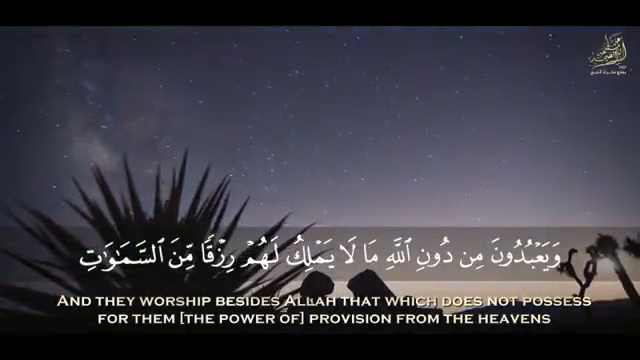 وَيَعْبُدُونَ مِن دُونِ ٱللَّهِ مَا لَا يَمْلِكُ لَهُمْ رِزْقًا مِّنَ ٱلسَّمَـٰوَٰتِ
AND THEY WORSHIP BESIDES ALLAH THAT WHICH DOES NOT POSSESS
FOR THEM [THE POWER OF] PROVISION FROM THE HEAVENS